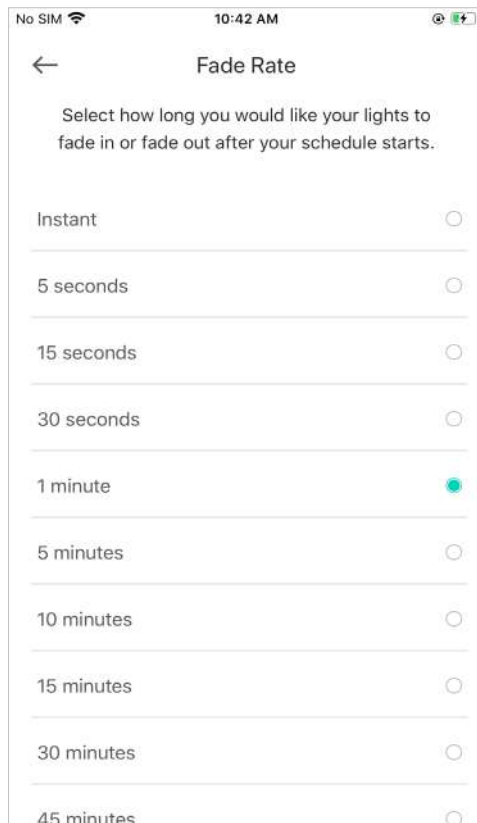 No SIM 10:42 AM
Fade Rate
Select how long you would like your lights to
fade in or fade out after your schedule starts.
Instant
5 seconds
15 seconds
30 seconds
1 minute
5 minutes
10 minutes
15 minutes
30 minutes
45 minutes